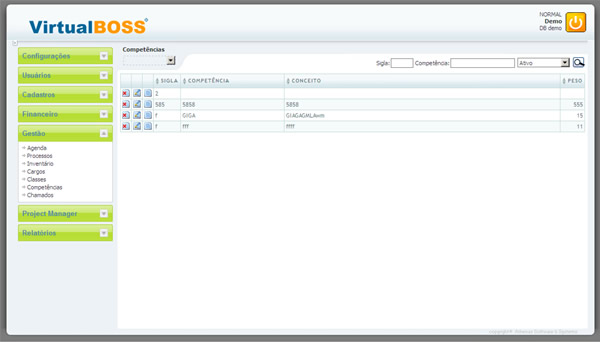 VirtualBOSS
NORMAL
Demo
DB demo
Configurações
Usuários
Cadastros
Financeiro
Gestão
Agenda
Processos
Inventário
Cargos
Classes
Competências
Chamados
Project Manager
Relatórios
Competências
Sigla: Competência: Ativo
SIGLA COMPETÊNCIA CONCEITO PESO
2
585 5858 5858 555
f GIGA 15
f fff ffff 11